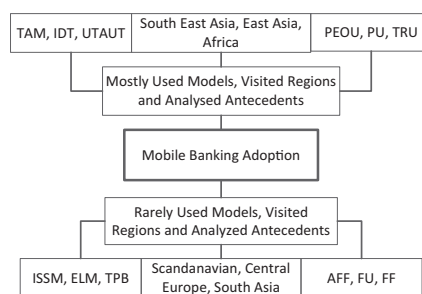 TAM, IDT, UTAUT
South East Asia, East Asia,
Africa
PEOU, PU, TRU
Mostly Used Models, Visited Regions
and Analysed Antecedents
Mobile Banking Adoption
Rarely Used Models, Visited
Regions and Analyzed Antecedents
ISSM, ELM, TPB
Scandanavian, Central
Europe, South Asia
AFF, FU, FF